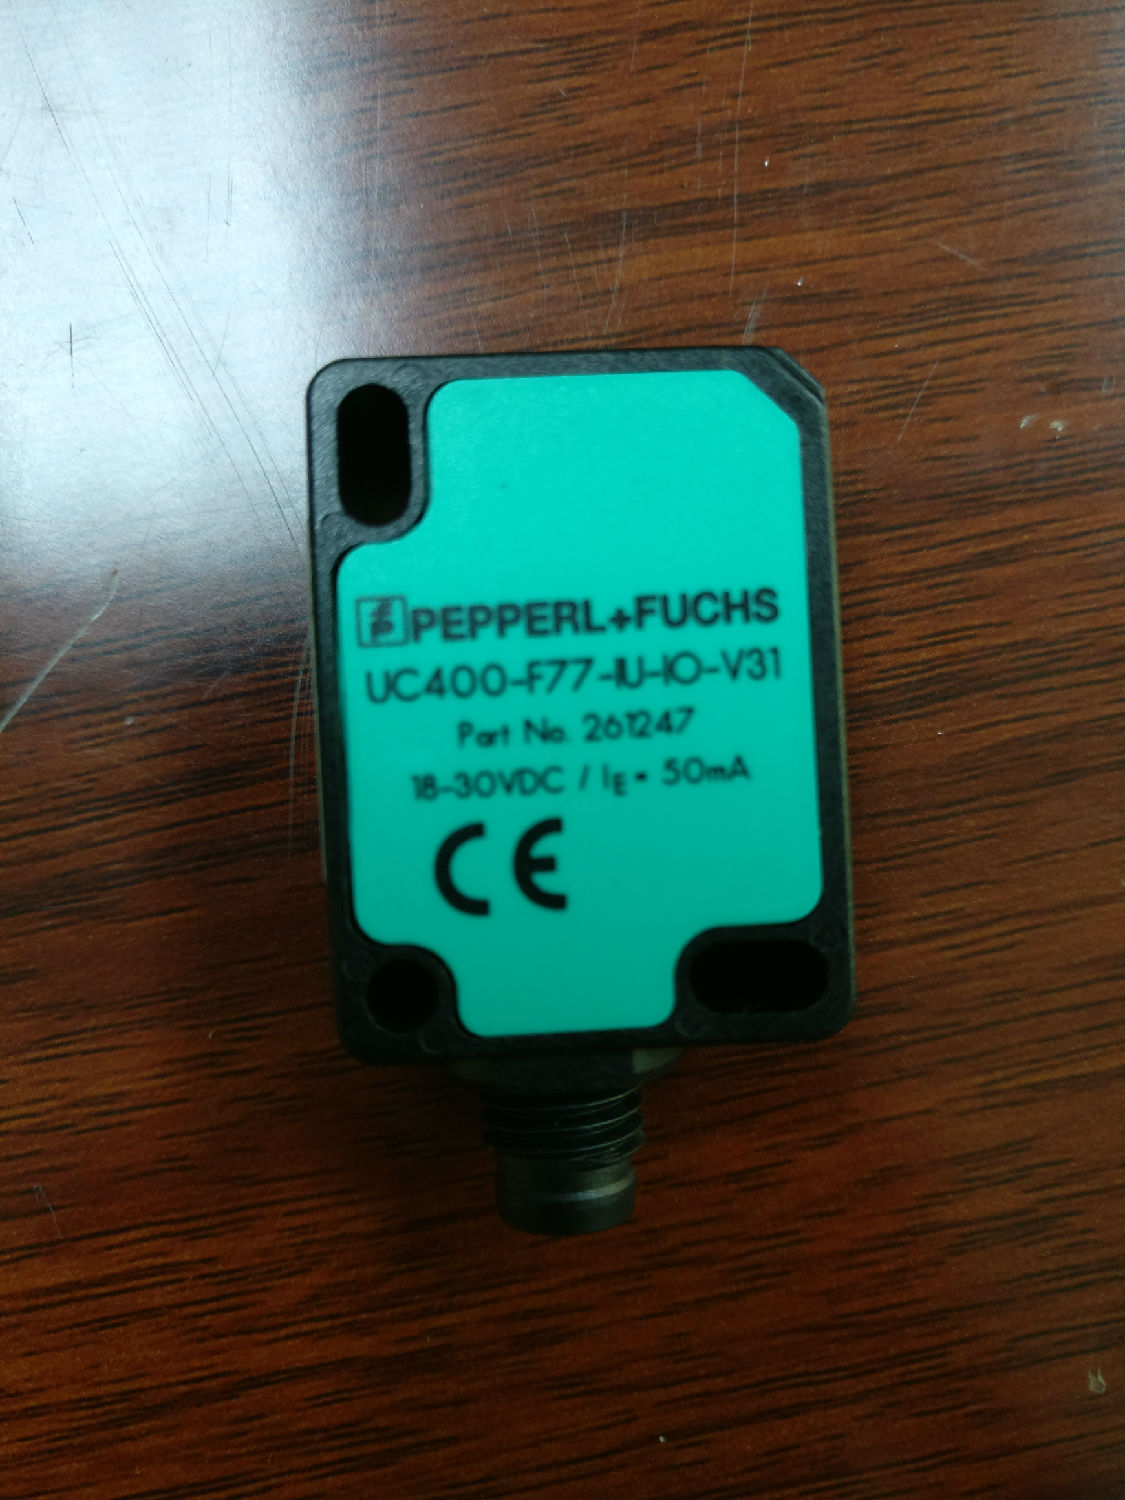 PEPPERL+FUCHS
UC400-F77-IU-IO-V31
Part No. 261247
18-30VDC / IE = 50mA
CE